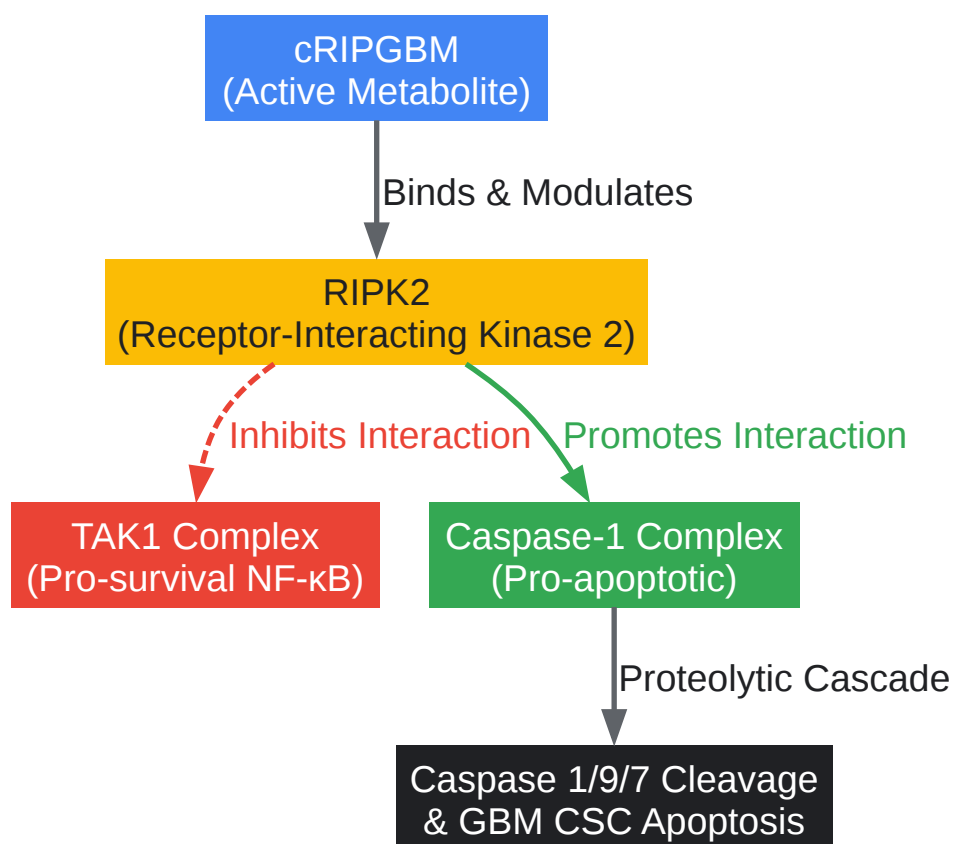 cRIPGBM
(Active Metabolite)
Binds & Modulates
RIPK2
(Receptor-Interacting Kinase 2)
Inhibits Interaction
Promotes Interaction
TAK1 Complex
(Pro-survival NF-κB)
Caspase-1 Complex
(Pro-apoptotic)
Proteolytic Cascade
Caspase 1/9/7 Cleavage
& GBM CSC Apoptosis